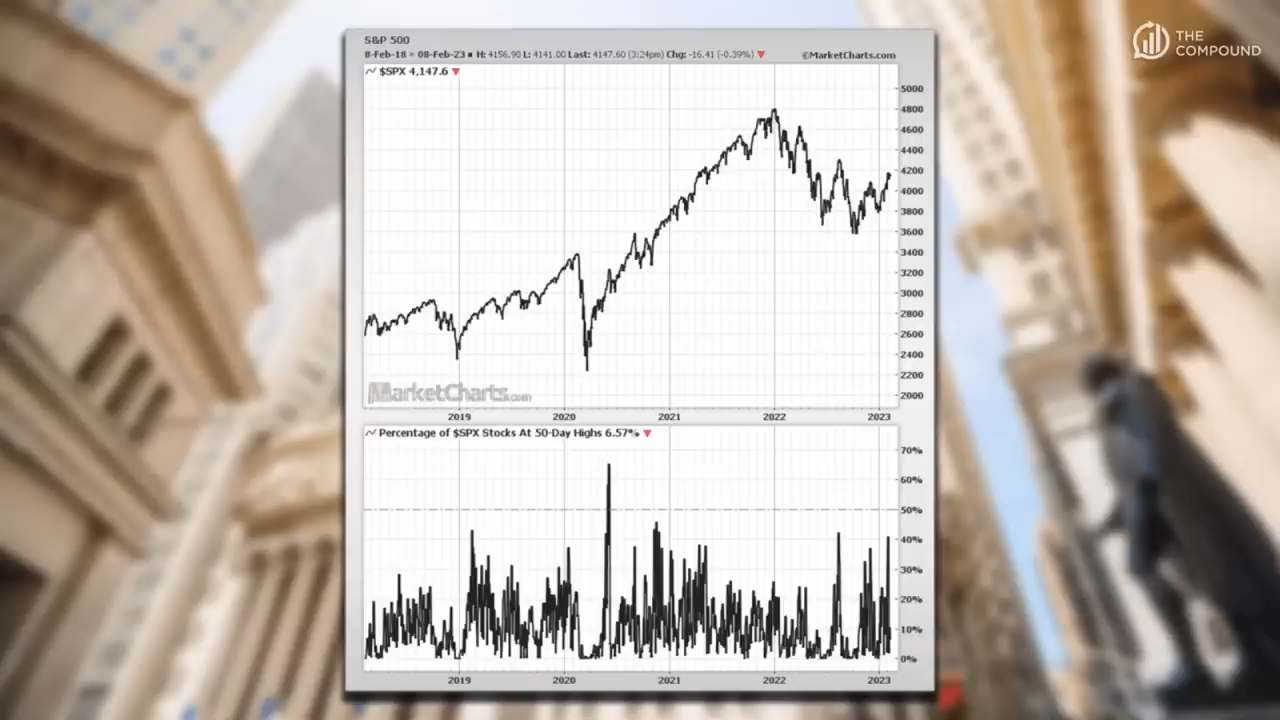 THE
COMPOUND
S&P 500
8-Feb-18 - 08-Feb-23 ▪ H: 4156.90 L: 4141.00 Last: 4147.60 (3:24pm) Chg: -16.41 (-0.39%) ▼
©MarketCharts.com
$SPX 4,147.6 ▼
5000
4800
4600
4400
4200
4000
3800
3600
3400
3200
3000
2800
2600
2400
2200
2000
MarketCharts.com
2019 2020 2021 2022 2023
Percentage of $SPX Stocks At 50-Day Highs 6.57% ▼
70%
60%
50%
40%
30%
20%
10%
0%
2019 2020 2021 2022 2023